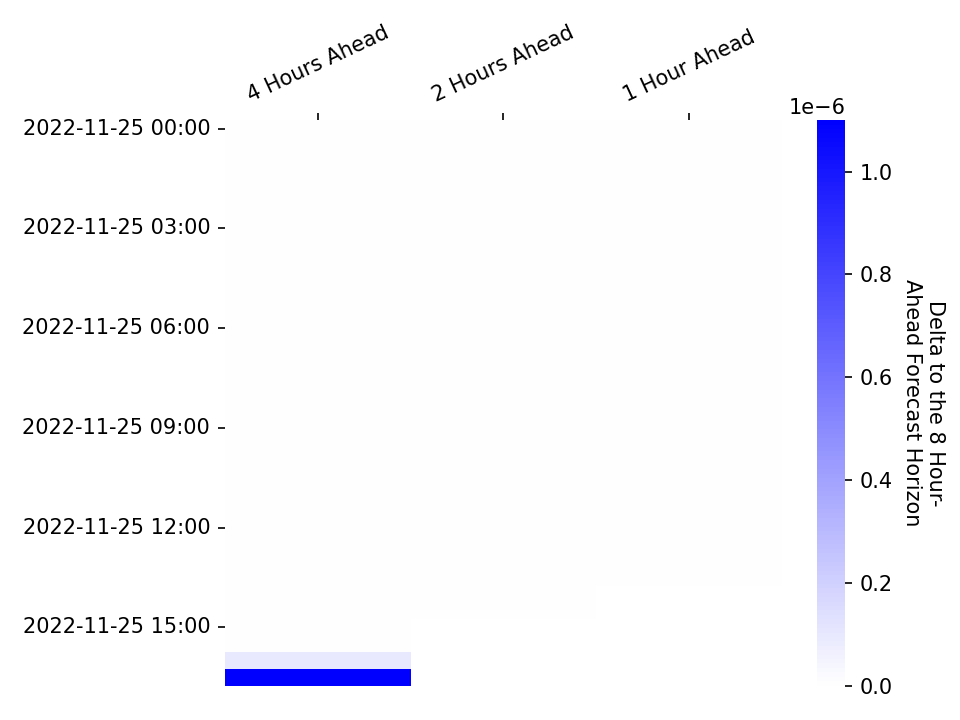 4 Hours Ahead
2 Hours Ahead
1 Hour Ahead
1e−6
2022-11-25 00:00
2022-11-25 03:00
2022-11-25 06:00
2022-11-25 09:00
2022-11-25 12:00
2022-11-25 15:00
1.0
0.8
0.6
0.4
0.2
0.0
Delta to the 8 Hour-
Ahead Forecast Horizon